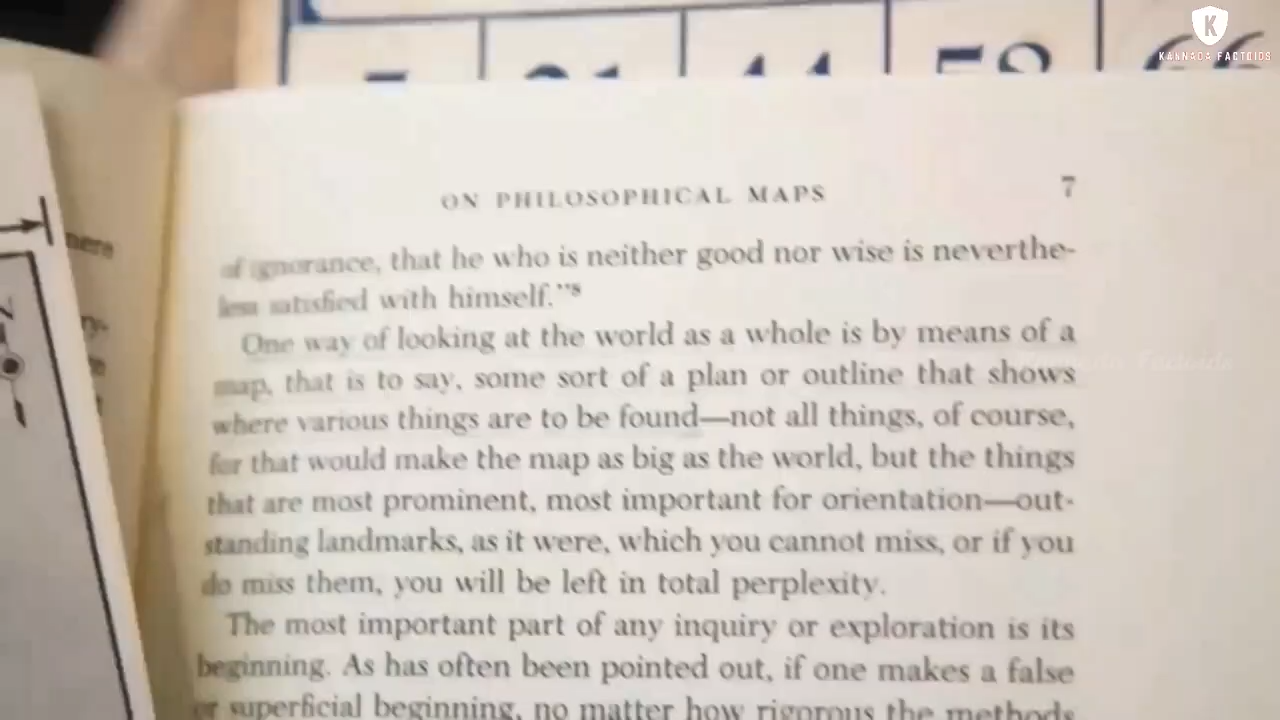 K
KANNADA FACTOIDS
ON PHILOSOPHICAL MAPS 7
of ignorance, that he who is neither good nor wise is neverthe-
less satisfied with himself."⁸
One way of looking at the world as a whole is by means of a
map, that is to say, some sort of a plan or outline that shows
where various things are to be found—not all things, of course,
for that would make the map as big as the world, but the things
that are most prominent, most important for orientation—out-
standing landmarks, as it were, which you cannot miss, or if you
do miss them, you will be left in total perplexity.
The most important part of any inquiry or exploration is its
beginning. As has often been pointed out, if one makes a false
or superficial beginning, no matter how rigorous the methods
Kannada Factoids